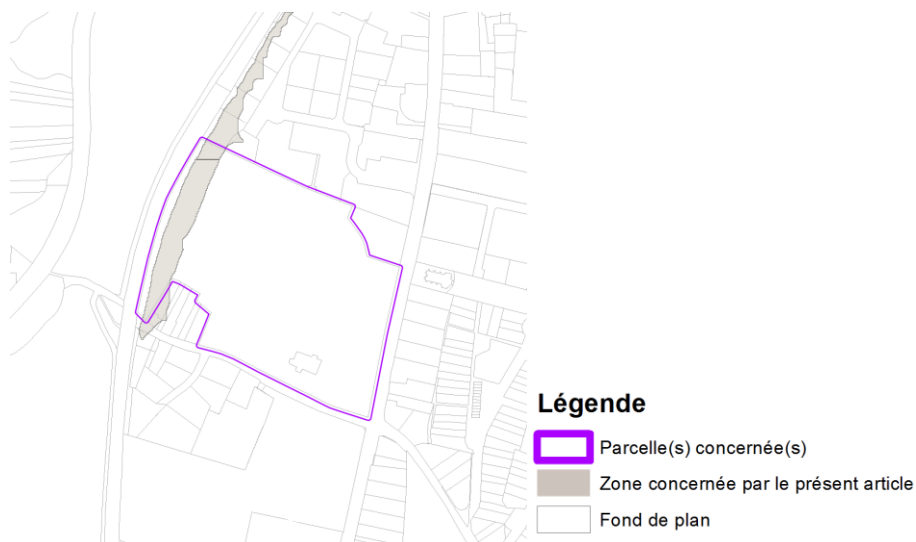 Légende
Parcelle(s) concernée(s)
Zone concernée par le présent article
Fond de plan